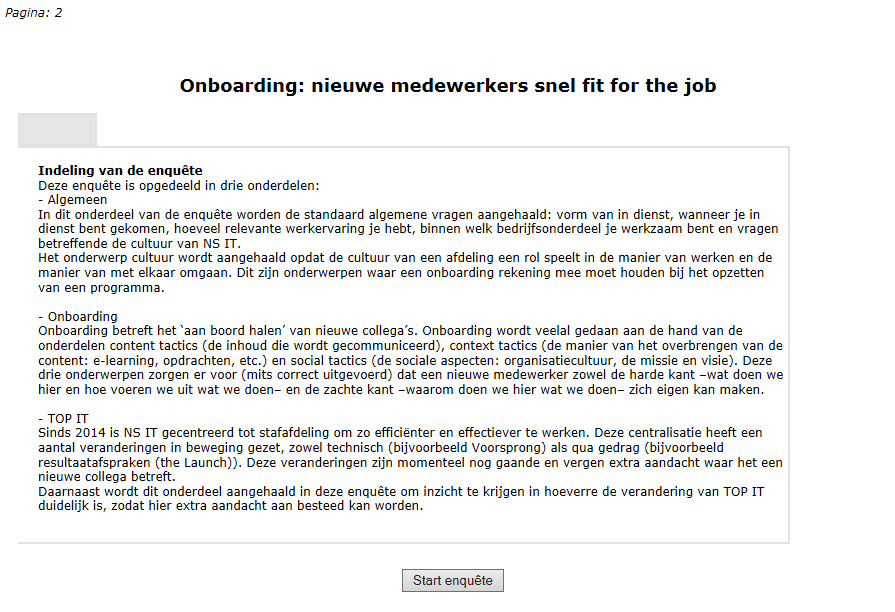 Pagina: 2
Onboarding: nieuwe medewerkers snel fit for the job
Indeling van de enquête
Deze enquête is opgedeeld in drie onderdelen:
- Algemeen
In dit onderdeel van de enquête worden de standaard algemene vragen aangehaald: vorm van in dienst, wanneer je in
dienst bent gekomen, hoeveel relevante werkervaring je hebt, binnen welk bedrijfsonderdeel je werkzaam bent en vragen
betreffende de cultuur van NS IT.
Het onderwerp cultuur wordt aangehaald opdat de cultuur van een afdeling een rol speelt in de manier van werken en de
manier van met elkaar omgaan. Dit zijn onderwerpen waar een onboarding rekening mee moet houden bij het opzetten
van een programma.
- Onboarding
Onboarding betreft het ‘aan boord halen’ van nieuwe collega’s. Onboarding wordt veelal gedaan aan de hand van de
onderdelen content tactics (de inhoud die wordt gecommuniceerd), context tactics (de manier van het overbrengen van de
content: e-learning, opdrachten, etc.) en social tactics (de sociale aspecten: organisatiecultuur, de missie en visie). Deze
drie onderwerpen zorgen er voor (mits correct uitgevoerd) dat een nieuwe medewerker zowel de harde kant –wat doen we
hier en hoe voeren we uit wat we doen– en de zachte kant –waarom doen we hier wat we doen– zich eigen kan maken.
- TOP IT
Sinds 2014 is NS IT gecentreerd tot stafafdeling om zo efficiënter en effectiever te werken. Deze centralisatie heeft een
aantal veranderingen in beweging gezet, zowel technisch (bijvoorbeeld Voorsprong) als qua gedrag (bijvoorbeeld
resultaatafspraken (the Launch)). Deze veranderingen zijn momenteel nog gaande en vergen extra aandacht waar het een
nieuwe collega betreft.
Daarnaast wordt dit onderdeel aangehaald in deze enquête om inzicht te krijgen in hoeverre de verandering van TOP IT
duidelijk is, zodat hier extra aandacht aan besteed kan worden.
Start enquête